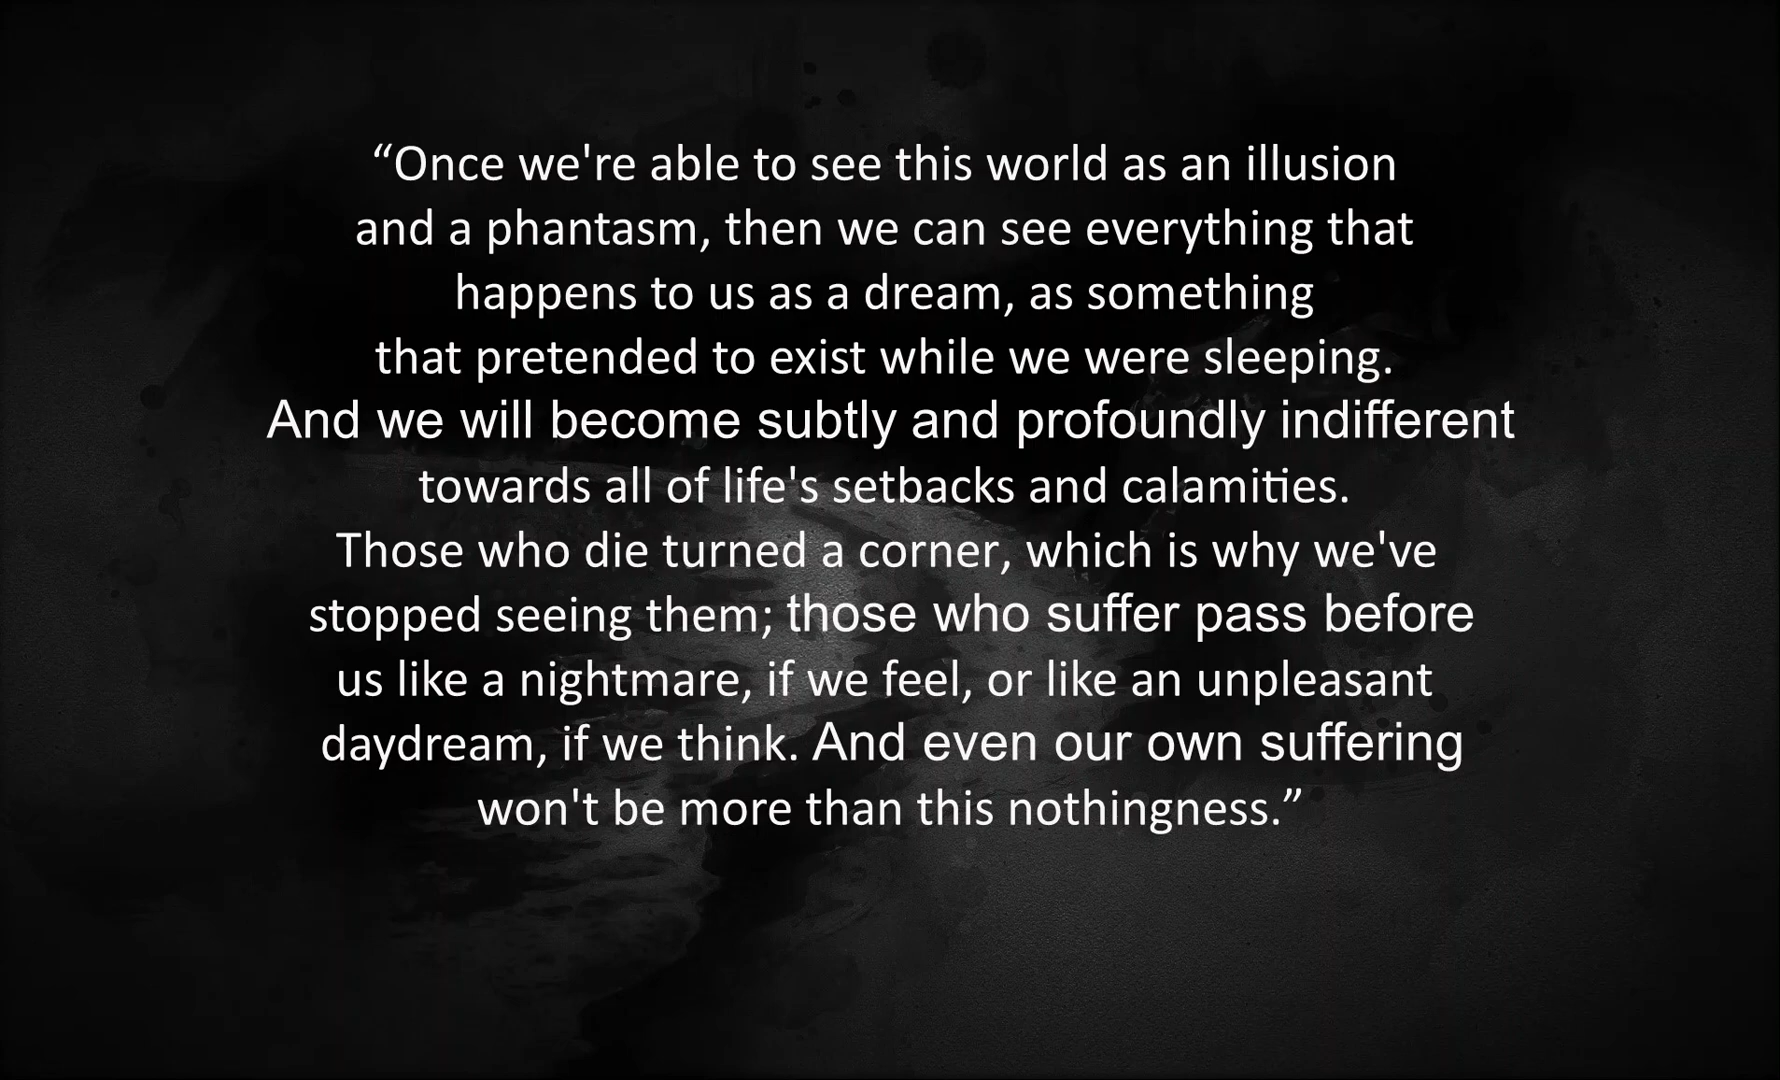 “Once we're able to see this world as an illusion
and a phantasm, then we can see everything that
happens to us as a dream, as something
that pretended to exist while we were sleeping.
And we will become subtly and profoundly indifferent
towards all of life's setbacks and calamities.
Those who die turned a corner, which is why we've
stopped seeing them; those who suffer pass before
us like a nightmare, if we feel, or like an unpleasant
daydream, if we think. And even our own suffering
won't be more than this nothingness.”